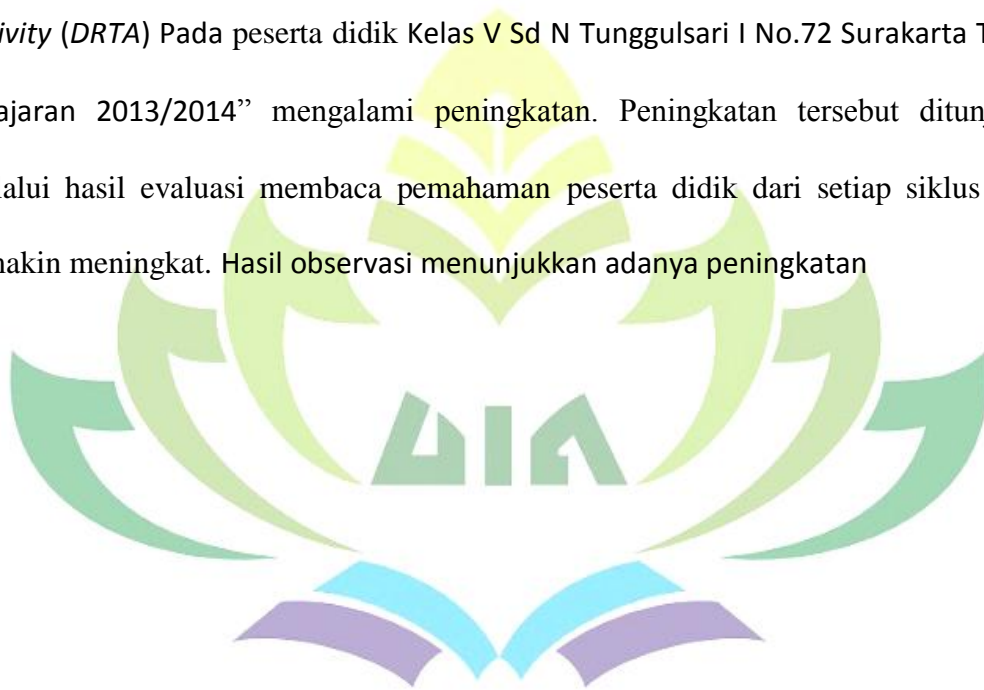 ivity (DRTA) Pada peserta didik Kelas V Sd N Tunggulsari I No.72 Surakarta T
ajaran 2013/2014” mengalami peningkatan. Peningkatan tersebut ditun
alui hasil evaluasi membaca pemahaman peserta didik dari setiap siklus
nakin meningkat. Hasil observasi menunjukkan adanya peningkatan
UIN